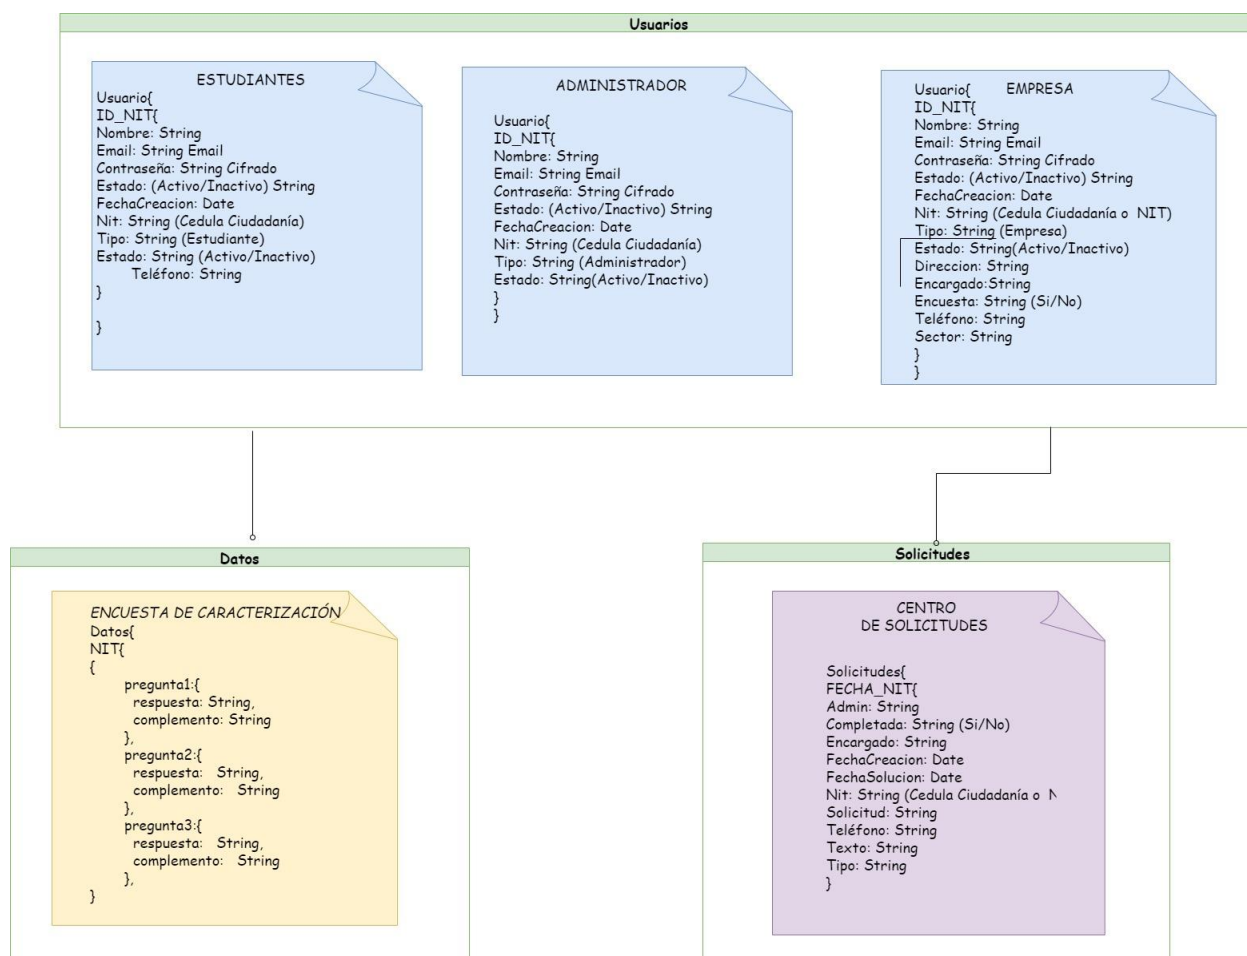 Usuarios
ESTUDIANTES
Usuario{
ID_NIT{
Nombre: String
Email: String Email
Contraseña: String Cifrado
Estado: (Activo/Inactivo) String
FechaCreacion: Date
Nit: String (Cedula Ciudadanía)
Tipo: String (Estudiante)
Estado: String (Activo/Inactivo)
Teléfono: String
}
}
ADMINISTRADOR
Usuario{
ID_NIT{
Nombre: String
Email: String Email
Contraseña: String Cifrado
Estado: (Activo/Inactivo) String
FechaCreacion: Date
Nit: String (Cedula Ciudadanía)
Tipo: String (Administrador)
Estado: String(Activo/Inactivo)
}
}
EMPRESA
Usuario{
ID_NIT{
Nombre: String
Email: String Email
Contraseña: String Cifrado
Estado: (Activo/Inactivo) String
FechaCreacion: Date
Nit: String (Cedula Ciudadanía o NIT)
Tipo: String (Empresa)
Estado: String(Activo/Inactivo)
Direccion: String
Encargado:String
Encuesta: String (Si/No)
Teléfono: String
Sector: String
}
}
Datos
ENCUESTA DE CARACTERIZACIÓN
Datos{
NIT{
{
pregunta1:{
respuesta: String,
complemento: String
},
pregunta2:{
respuesta: String,
complemento: String
},
pregunta3:{
respuesta: String,
complemento: String
},
}
Solicitudes
CENTRO
DE SOLICITUDES
Solicitudes{
FECHA_NIT{
Admin: String
Completada: String (Si/No)
Encargado: String
FechaCreacion: Date
FechaSolucion: Date
Nit: String (Cedula Ciudadanía o
Solicitud: String
Teléfono: String
Texto: String
Tipo: String
}